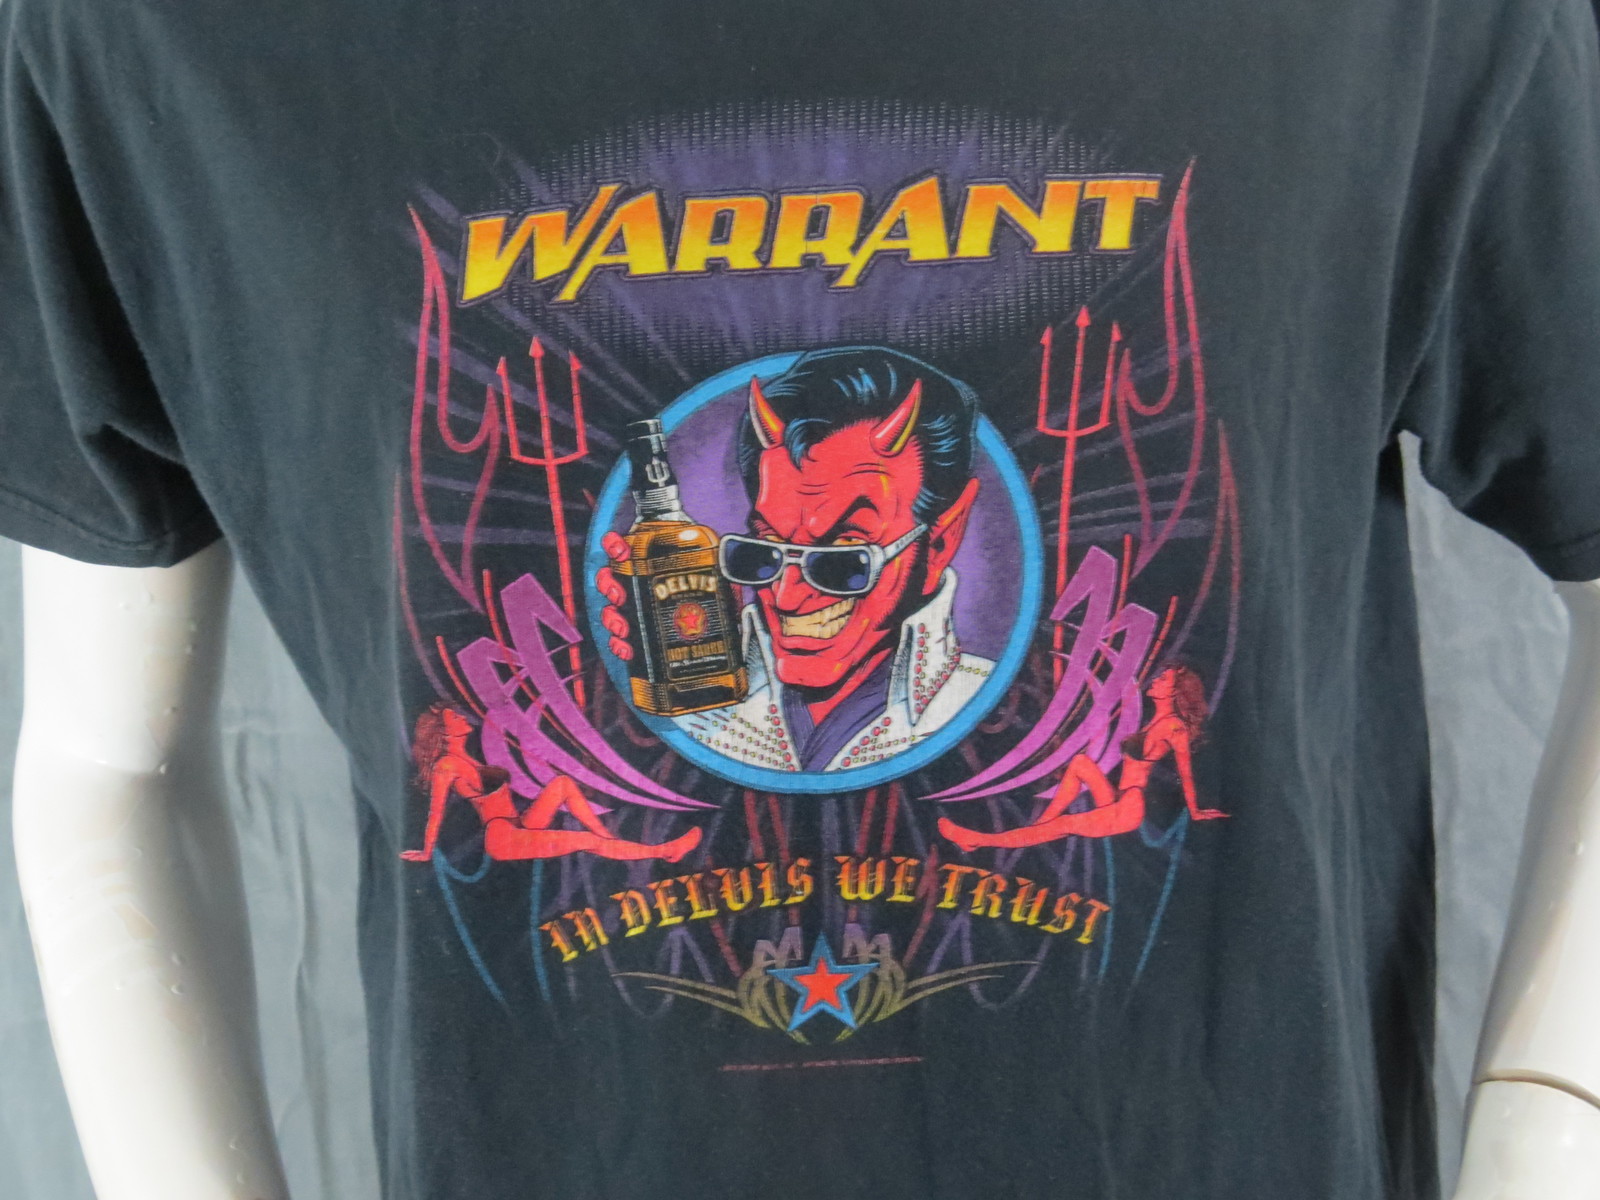 WARRANT
DELVIS
HOT SAUCE
IN DELVIS WE TRUST